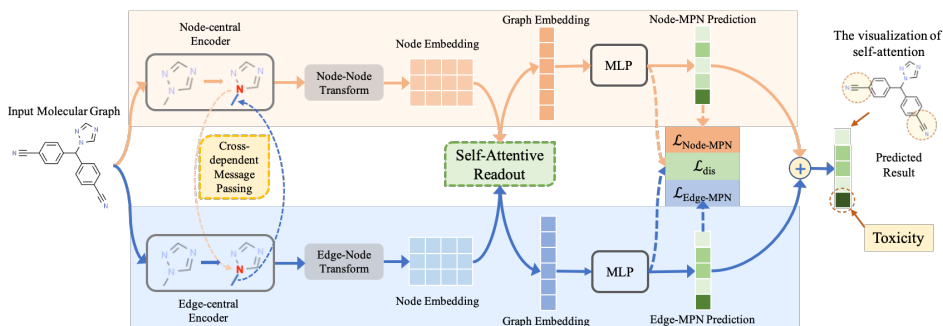 Node-central
Encoder
Node-Node
Transform
Node Embedding
Graph Embedding
MLP
Node-MPN Prediction
The visualization of
self-attention
Input Molecular Graph
Cross-
dependent
Message
Passing
Self-Attentive
Readout
ℒNode-MPN
ℒdis
ℒEdge-MPN
+
Predicted
Result
Toxicity
Edge-central
Encoder
Edge-Node
Transform
Node Embedding
Graph Embedding
MLP
Edge-MPN Prediction